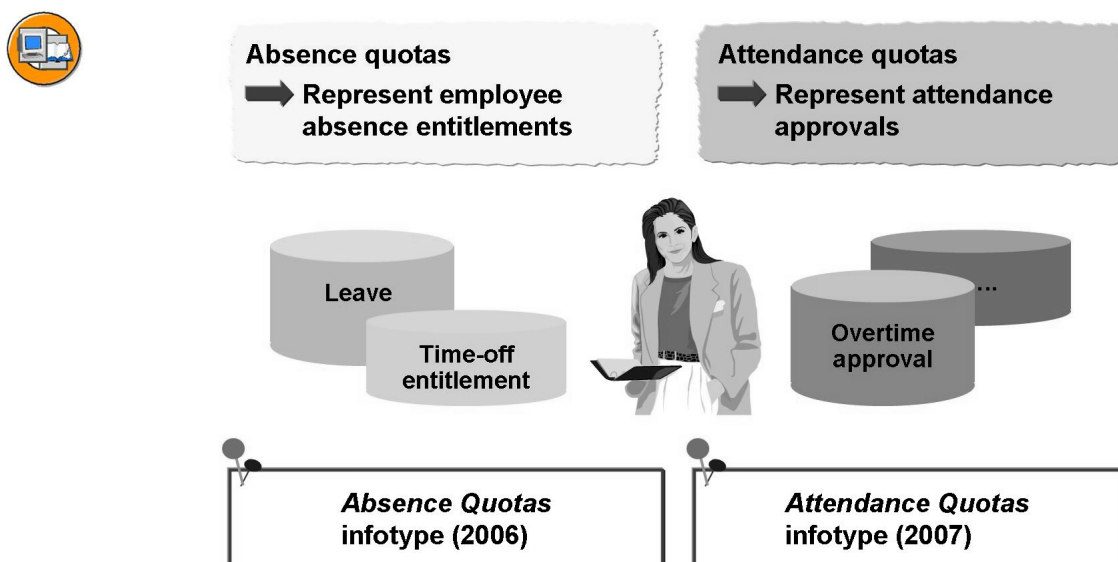 Absence quotas
Represent employee
absence entitlements
Attendance quotas
Represent attendance
approvals
Leave
Time-off
entitlement
...
Overtime
approval
Absence Quotas
infotype (2006)
Attendance Quotas
infotype (2007)